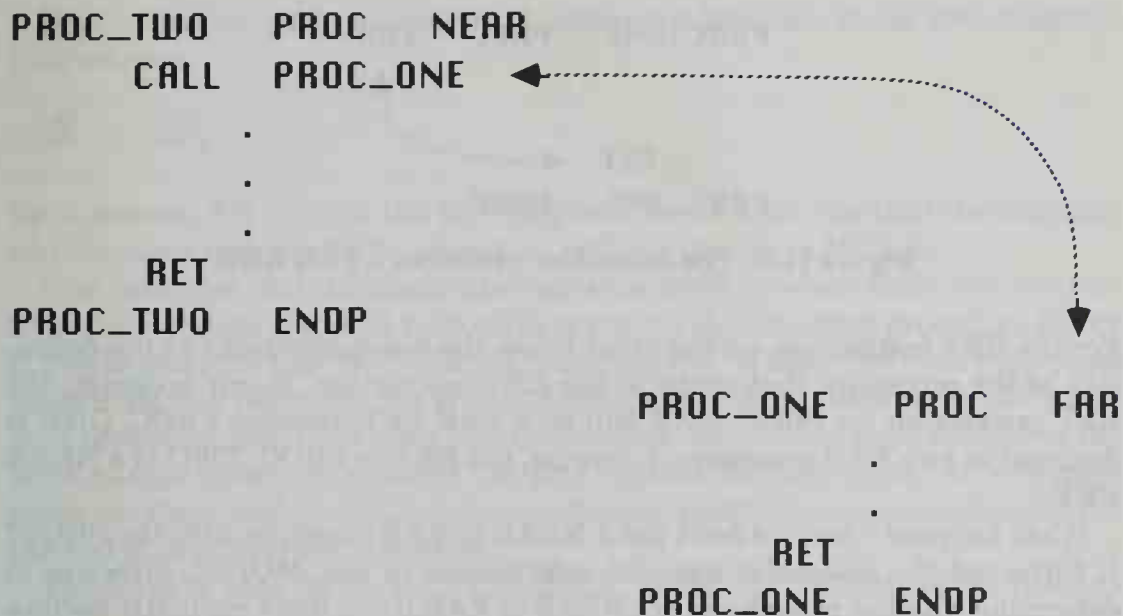 PROC_TWO PROC NEAR
CALL PROC_ONE
.
.
.
RET
PROC_TWO ENDP
PROC_ONE PROC FAR
.
.
RET
PROC_ONE ENDP